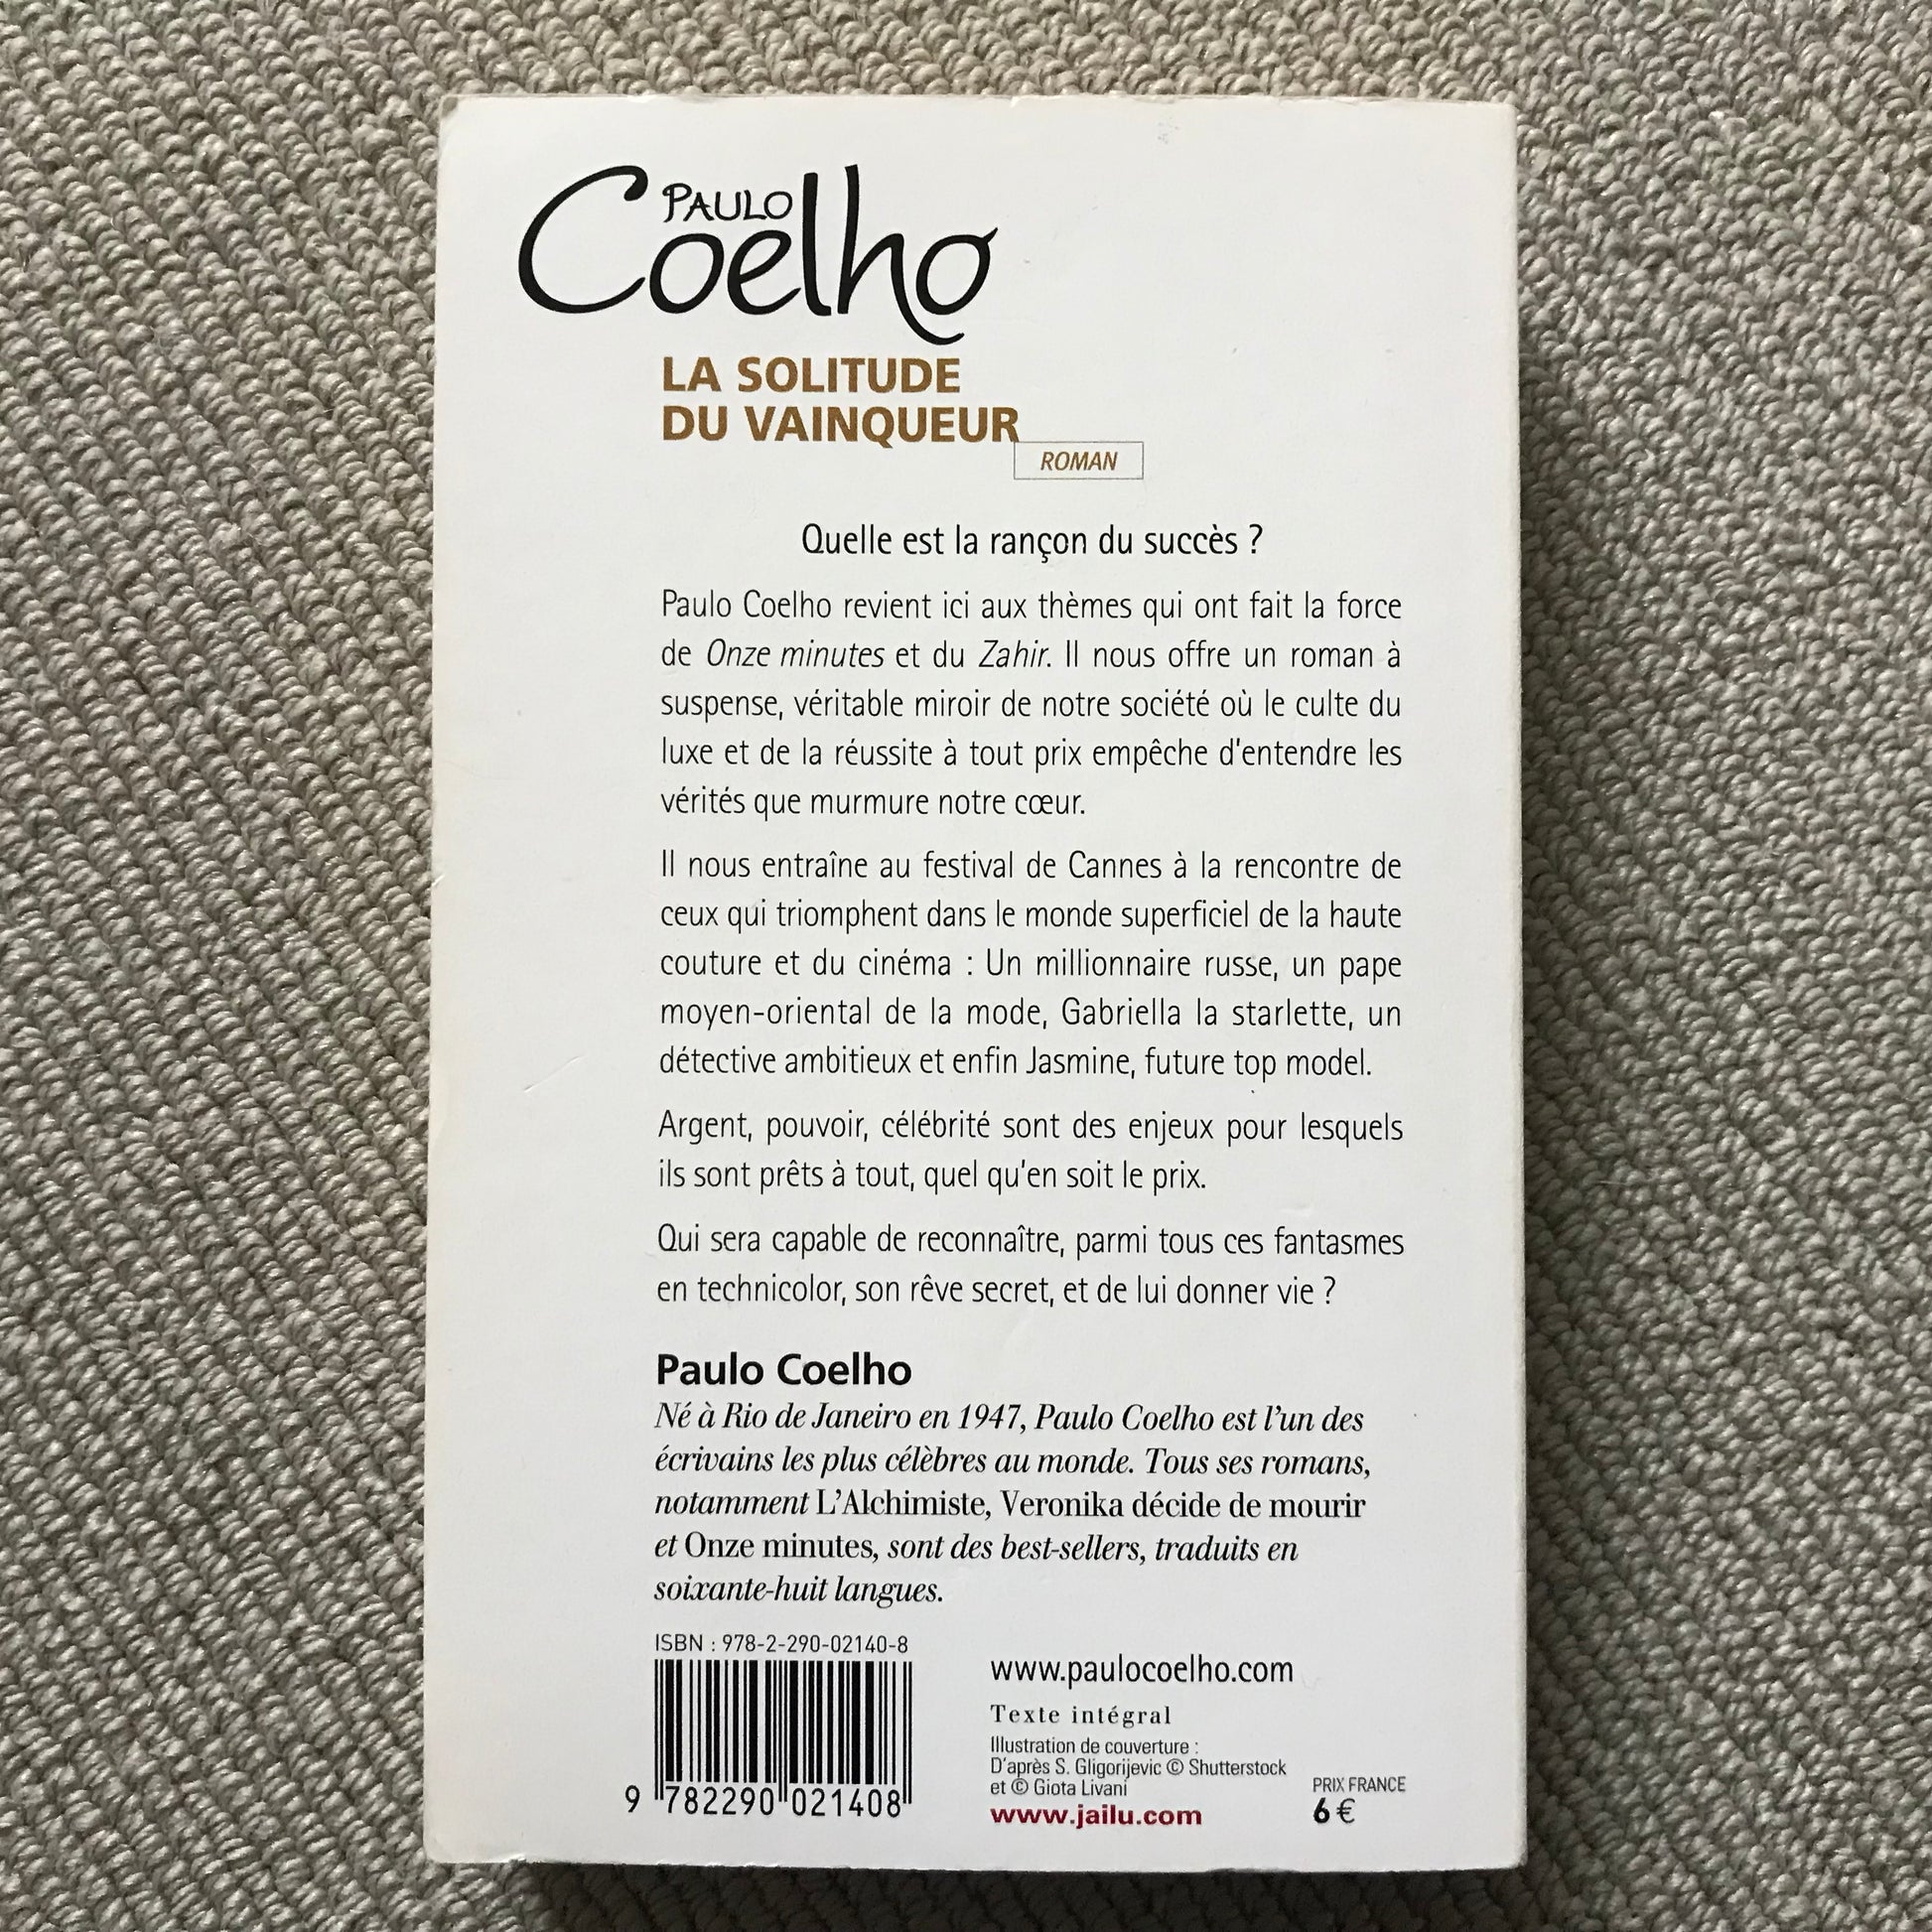 PAULO
Coelho
LA SOLITUDE
DU VAINQUEUR
ROMAN
Quelle est la rançon du succès ?
Paulo Coelho revient ici aux thèmes qui ont fait la force
de Onze minutes et du Zahir. Il nous offre un roman à
suspense, véritable miroir de notre société où le culte du
luxe et de la réussite à tout prix empêche d'entendre les
vérités que murmure notre cœur.
Il nous entraîne au festival de Cannes à la rencontre de
ceux qui triomphent dans le monde superficiel de la haute
couture et du cinéma : Un millionnaire russe, un pape
moyen-oriental de la mode, Gabriella la starlette, un
détective ambitieux et enfin Jasmine, future top model.
Argent, pouvoir, célébrité sont des enjeux pour lesquels
ils sont prêts à tout, quel qu'en soit le prix.
Qui sera capable de reconnaître, parmi tous ces fantasmes
en technicolor, son rêve secret, et de lui donner vie ?
Paulo Coelho
Né à Rio de Janeiro en 1947, Paulo Coelho est l'un des
écrivains les plus célèbres au monde. Tous ses romans,
notamment L'Alchimiste, Veronika décide de mourir
et Onze minutes, sont des best-sellers, traduits en
soixante-huit langues.
ISBN : 978-2-290-02140-8
9 782290 021408
www.paulocoelho.com
Texte intégral
Illustration de couverture :
D'après S. Gligorijevic © Shutterstock
et © Giota Livani
www.jailu.com
PRIX FRANCE
6 €